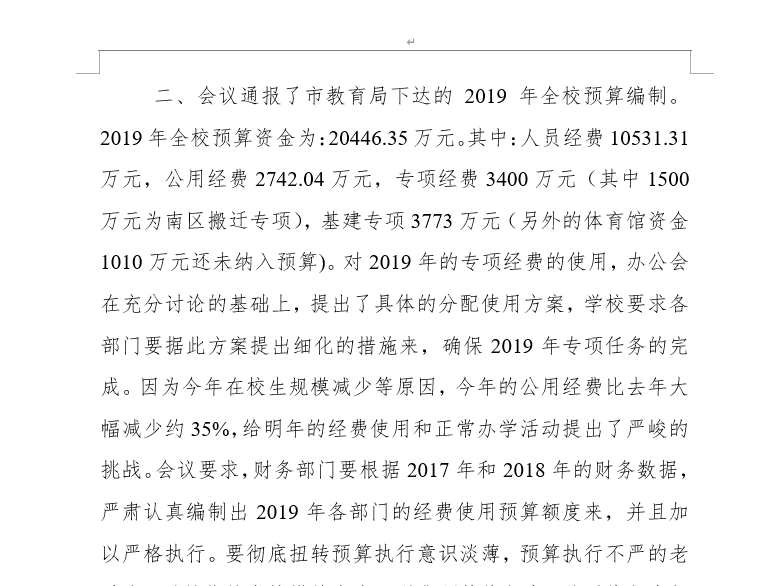 二、会议通报了市教育局下达的 2019 年全校预算编制。
2019 年全校预算资金为:20446.35 万元。其中:人员经费 10531.31
万元，公用经费 2742.04 万元，专项经费 3400 万元（其中 1500
万元为南区搬迁专项），基建专项 3773 万元（另外的体育馆资金
1010 万元还未纳入预算)。对 2019 年的专项经费的使用，办公会
在充分讨论的基础上，提出了具体的分配使用方案，学校要求各
部门要据此方案提出细化的措施来，确保 2019 年专项任务的完
成。因为今年在校生规模减少等原因，今年的公用经费比去年大
幅减少约 35%，给明年的经费使用和正常办学活动提出了严峻的
挑战。会议要求，财务部门要根据 2017 年和 2018 年的财务数据，
严肃认真编制出 2019 年各部门的经费使用预算额度来，并且加
以严格执行。要彻底扭转预算执行意识淡薄，预算执行不严的老